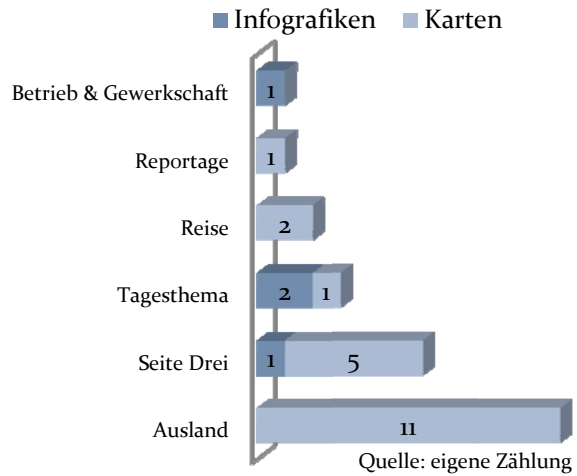 Infografiken Karten
Betrieb & Gewerkschaft 1
Reportage 1
Reise 2
Tagesthema 2 1
Seite Drei 1 5
Ausland 11
Quelle: eigene Zählung